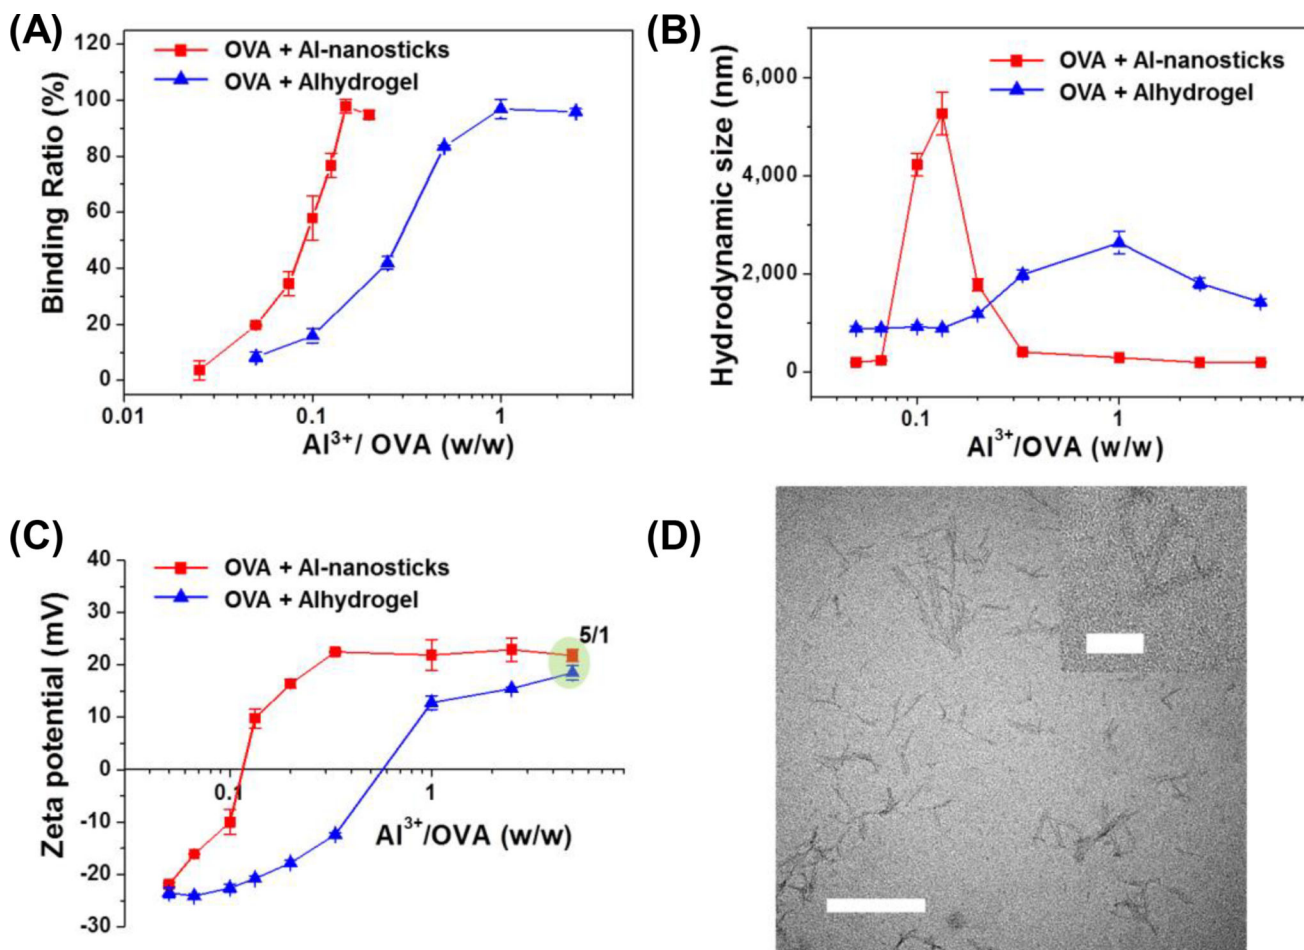 (A)
120
100
80
60
40
20
0
Binding Ratio (%)
OVA + Al-nanosticks
OVA + Alhydrogel
0.01
0.1
1
Al³⁺/ OVA (w/w)
(B)
6,000
4,000
2,000
0
Hydrodynamic size (nm)
OVA + Al-nanosticks
OVA + Alhydrogel
0.1
1
Al³⁺/OVA (w/w)
(C)
40
30
20
10
0
-10
-20
-30
Zeta potential (mV)
OVA + Al-nanosticks
OVA + Alhydrogel
5/1
0.1
1
Al³⁺/OVA (w/w)
(D)